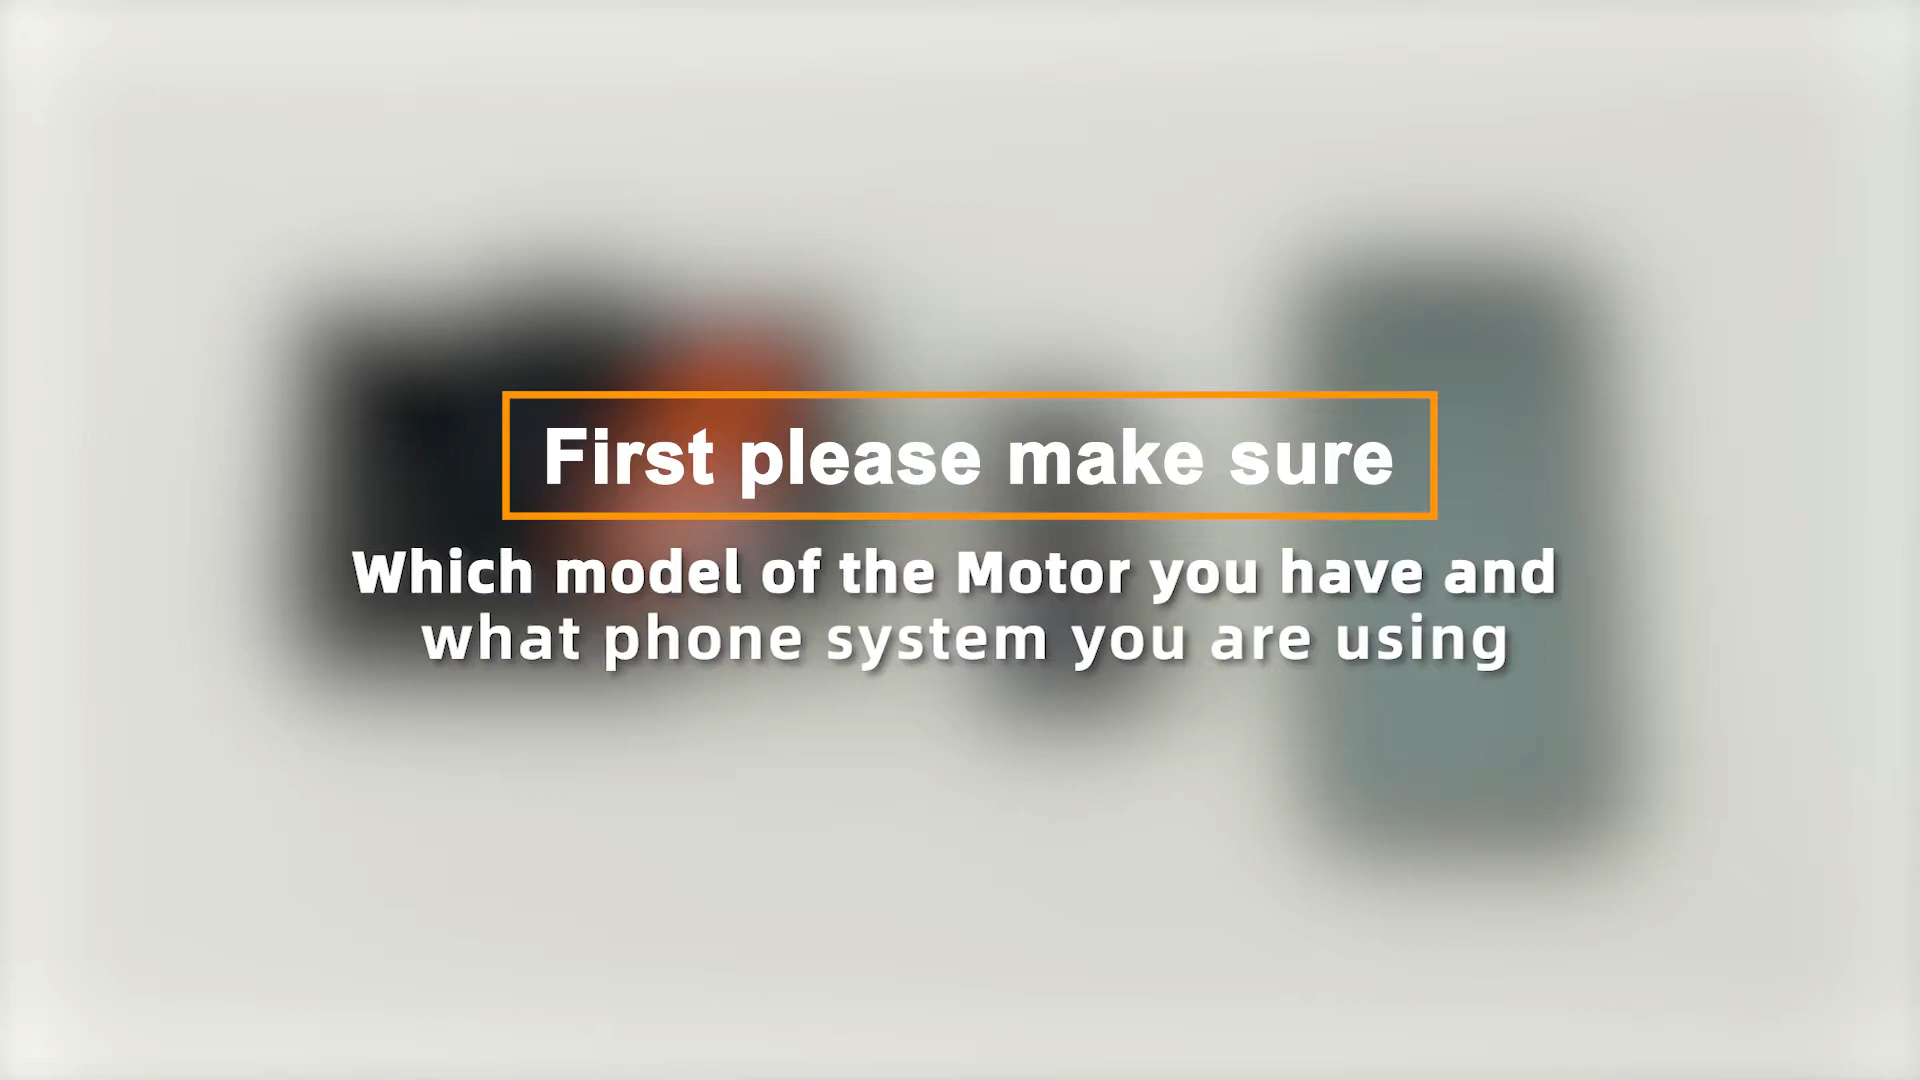 First please make sure
Which model of the Motor you have and
what phone system you are using